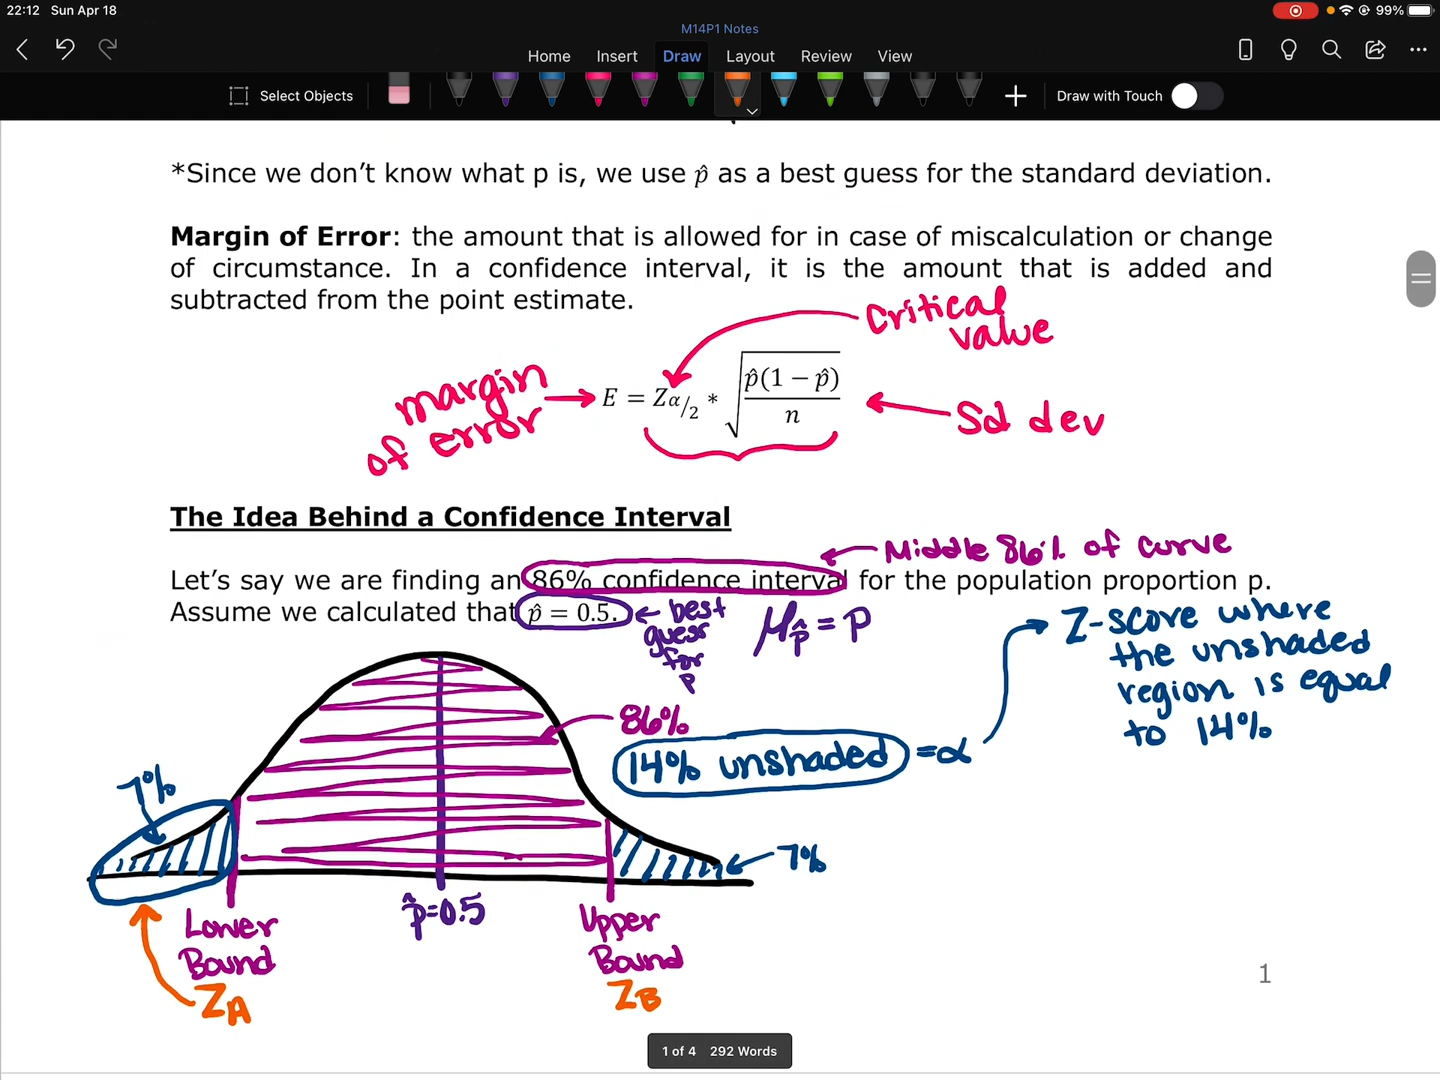 22:12 Sun Apr 18
99%
M14P1 Notes
Home Insert Draw Layout Review View
Select Objects
Draw with Touch
*Since we don't know what p is, we use p̂ as a best guess for the standard deviation.
Margin of Error: the amount that is allowed for in case of miscalculation or change
of circumstance. In a confidence interval, it is the amount that is added and
subtracted from the point estimate.
Critical
value
margin
of error
E = Zα/2 * √(p̂(1 − p̂)/n)
Sd dev
The Idea Behind a Confidence Interval
Middle 86% of curve
Let's say we are finding an 86% confidence interval for the population proportion p.
Assume we calculated that p̂ = 0.5.
best
guess
for
p
μp̂ = p
Z-score where
the unshaded
region is equal
to 14%
86%
14% unshaded = α
7%
7%
Lower
Bound
ZA
p̂=0.5
Upper
Bound
ZB
1
1 of 4 292 Words